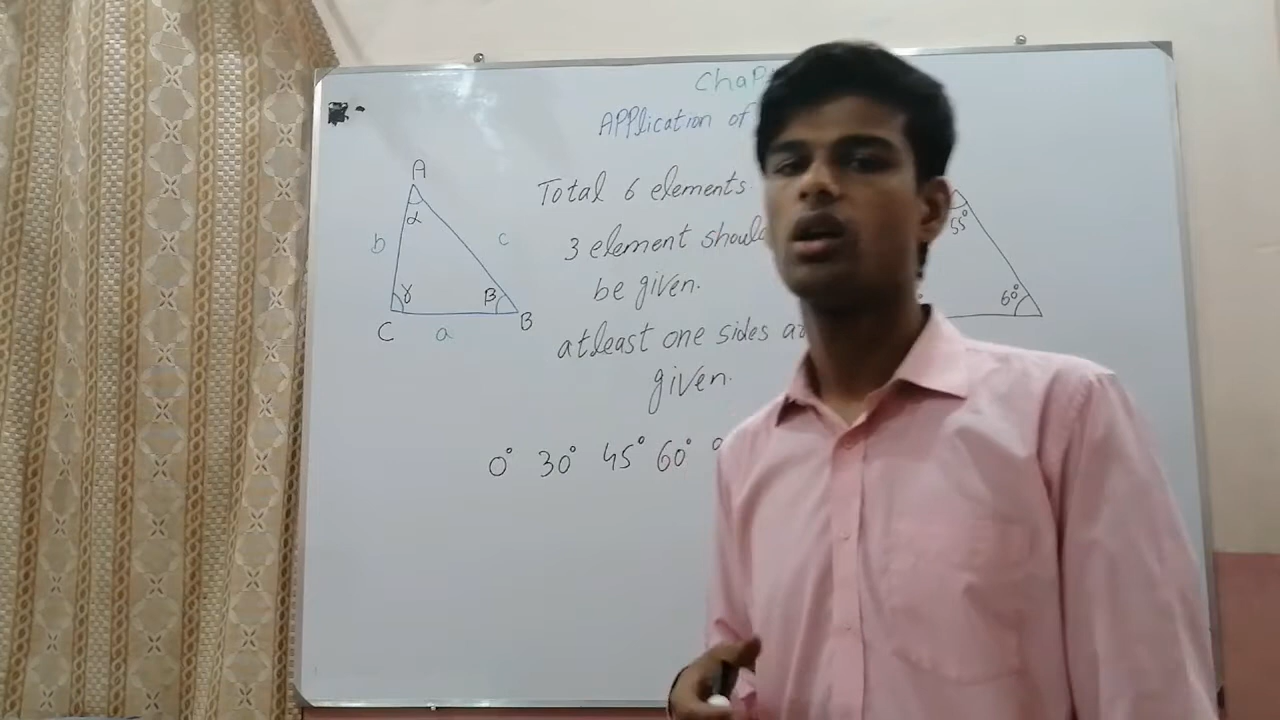 Chap
APPlication of
A
α
b
c
γ
β
C
a
B
Total 6 elements
3 element should
be given.
atleast one sides
given.
0° 30° 45° 60°
55°
60°